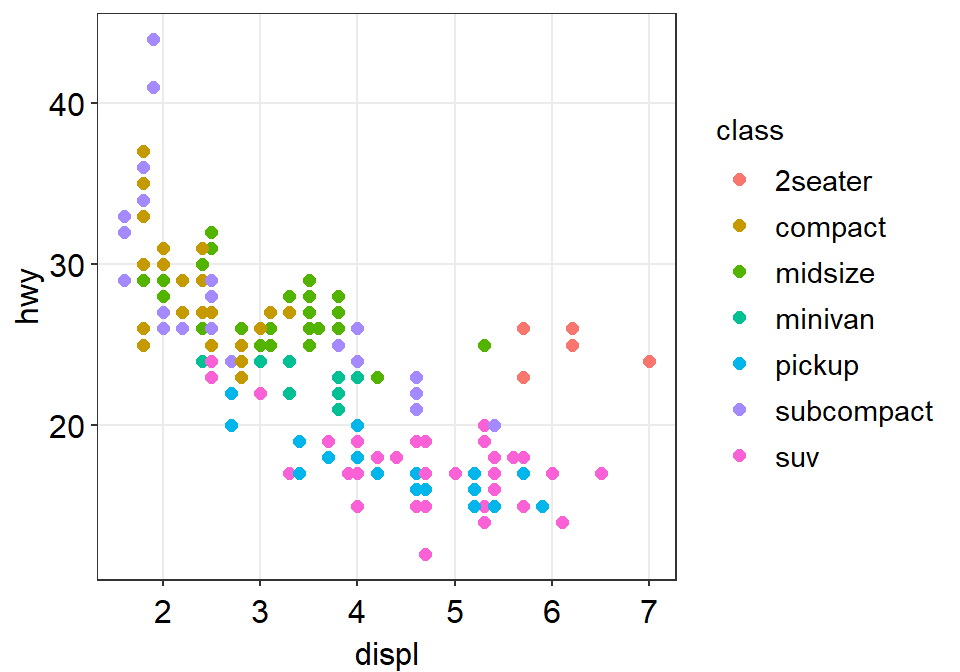 40
30
20
hwy
2 3 4 5 6 7
displ
class
2seater
compact
midsize
minivan
pickup
subcompact
suv